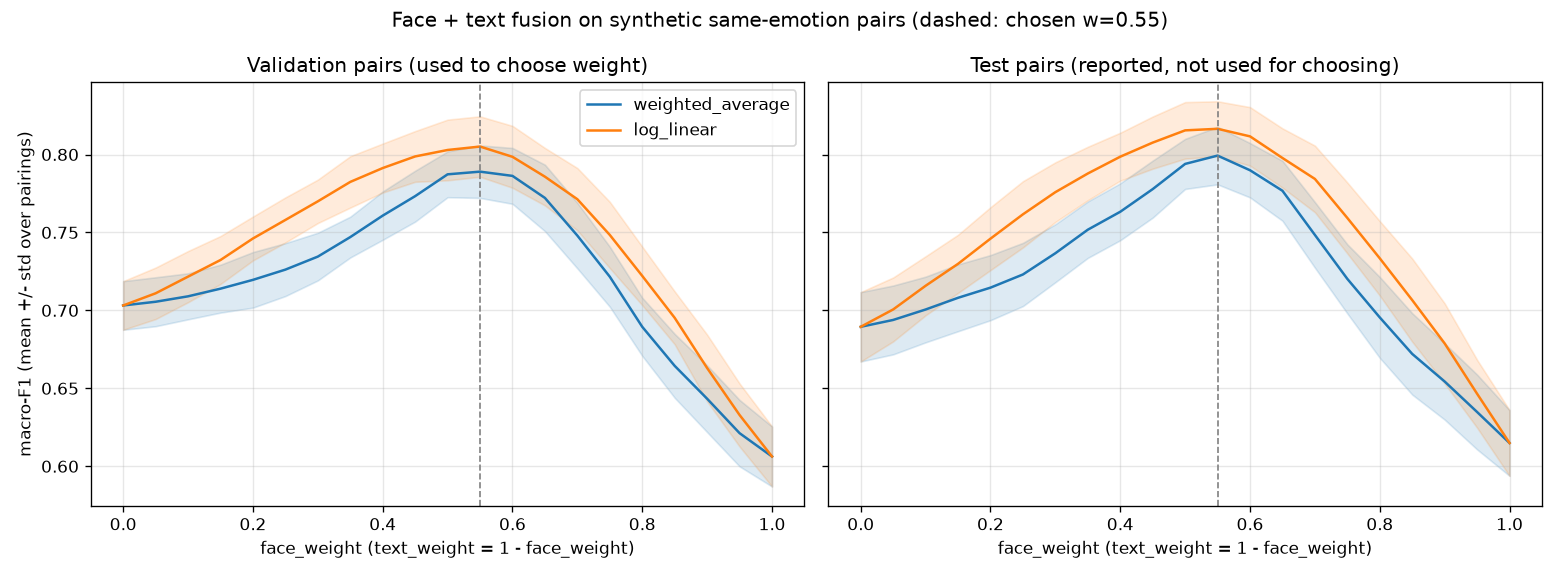 Face + text fusion on synthetic same-emotion pairs (dashed: chosen w=0.55)
Validation pairs (used to choose weight)
weighted_average
log_linear
macro-F1 (mean +/- std over pairings)
0.80
0.75
0.70
0.65
0.60
0.0 0.2 0.4 0.6 0.8 1.0
face_weight (text_weight = 1 - face_weight)
Test pairs (reported, not used for choosing)
0.0 0.2 0.4 0.6 0.8 1.0
face_weight (text_weight = 1 - face_weight)